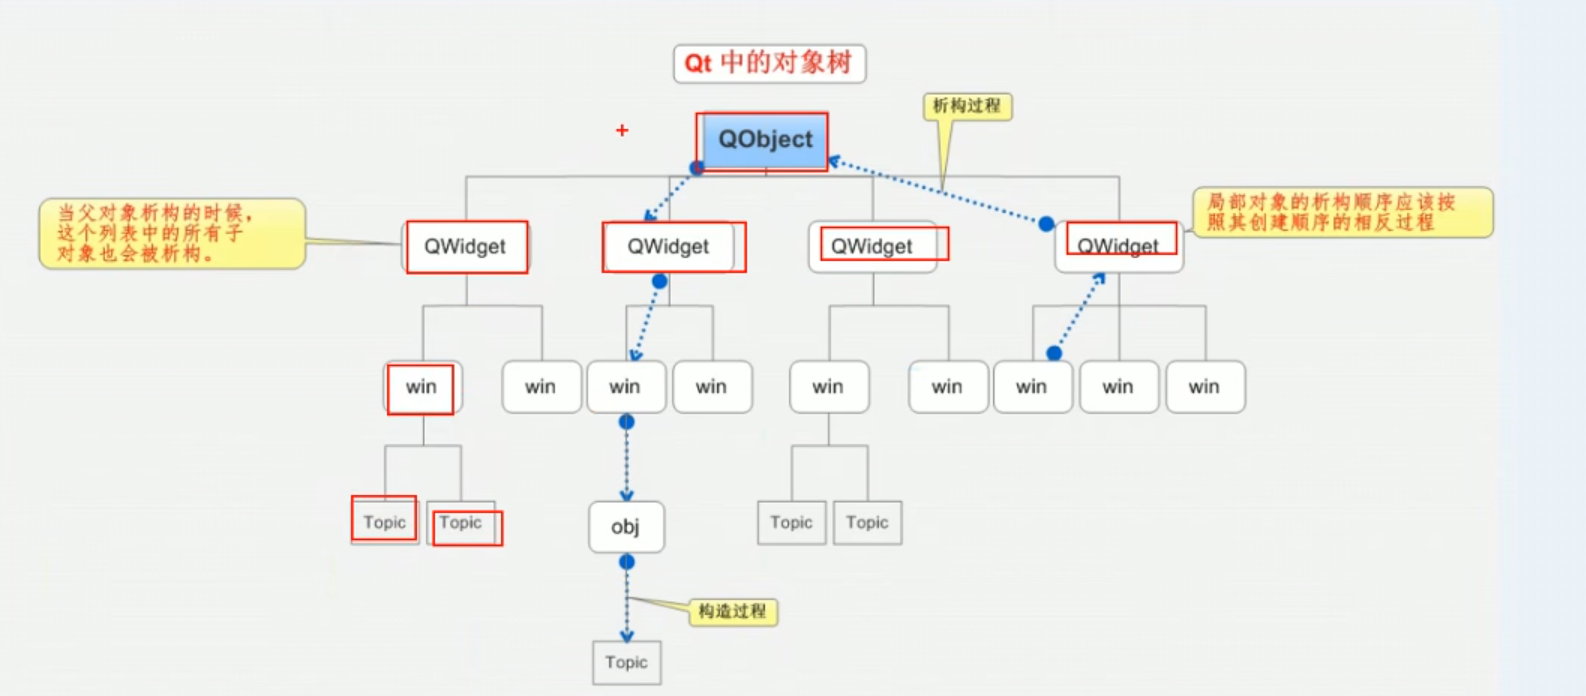 Qt 中的对象树
析构过程
QObject
当父对象析构的时候，
这个列表中的所有子
对象也会被析构。
局部对象的析构顺序应该按
照其创建顺序的相反过程
QWidget
QWidget
QWidget
QWidget
win
win
win
win
win
win
win
win
win
Topic
Topic
obj
Topic
Topic
构造过程
Topic